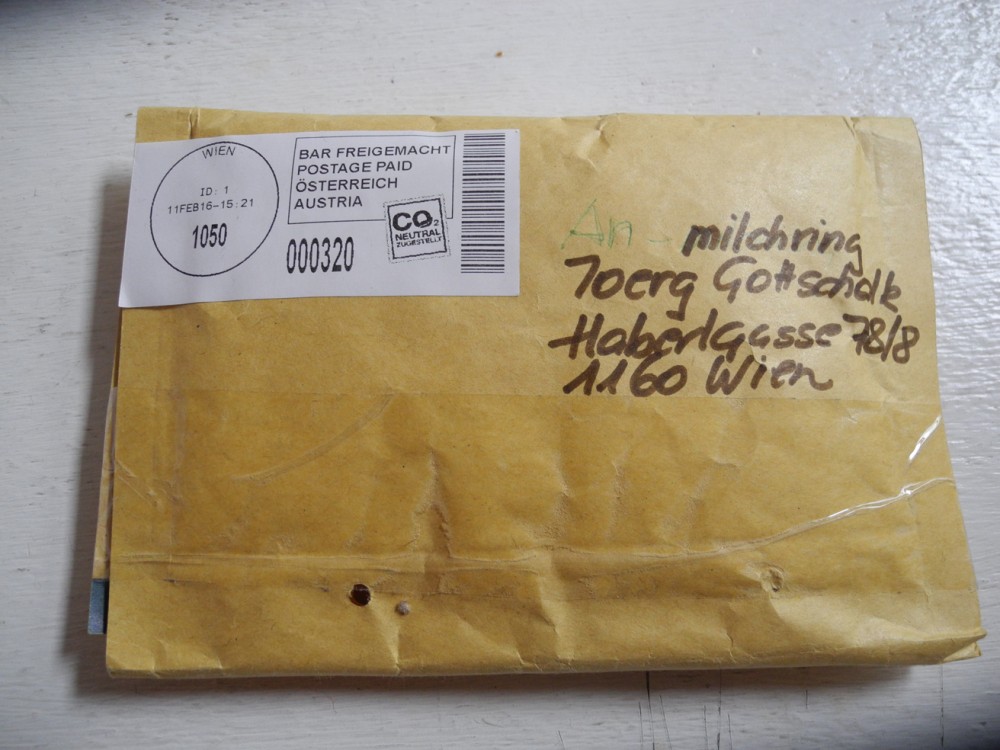 WIEN
ID: 1
11FEB16-15:21
1050
BAR FREIGEMACHT
POSTAGE PAID
ÖSTERREICH
AUSTRIA
CO2
NEUTRAL
ZUGESTELLT
000320
An - milchring
Joerg Gottschalk
Haberlgasse 78/8
1160 Wien